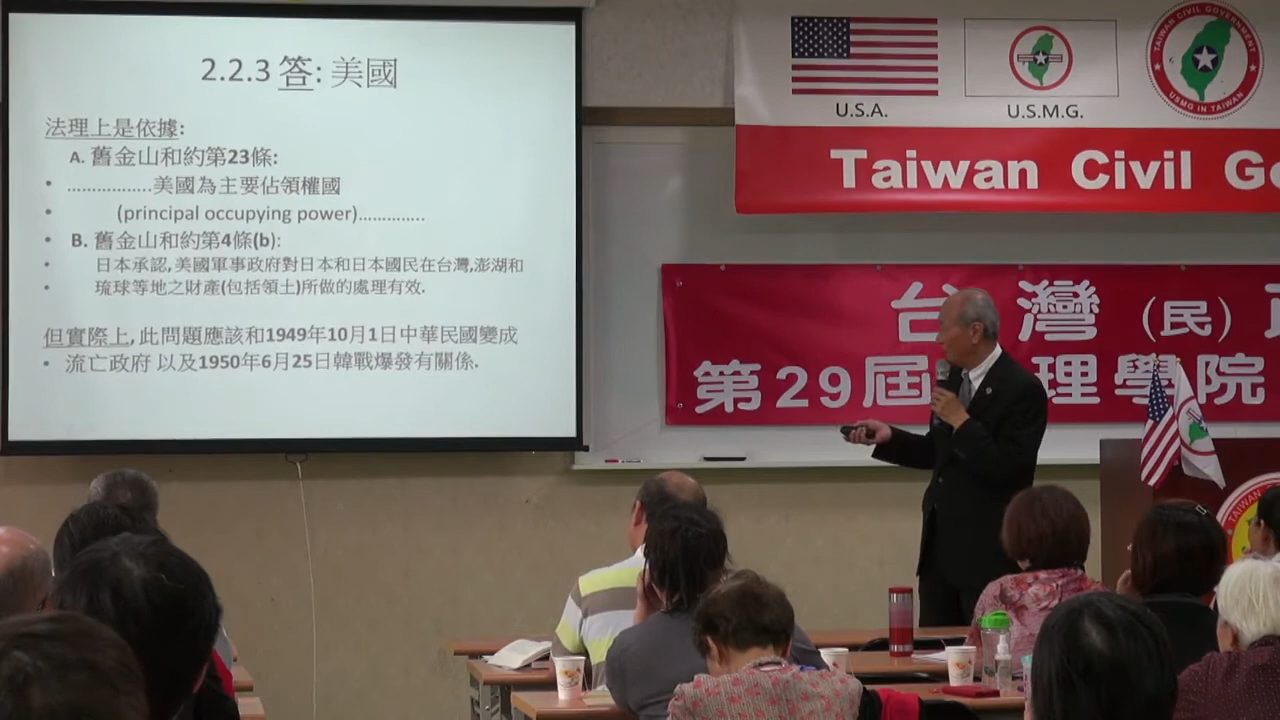 2.2.3 答: 美國
法理上是依據:
A. 舊金山和約第23條:
• .................美國為主要佔領權國
• (principal occupying power)..............
• B. 舊金山和約第4條(b):
• 日本承認, 美國軍事政府對日本和日本國民在台灣,澎湖和
• 琉球等地之財產(包括領土)所做的處理有效.
但實際上, 此問題應該和1949年10月1日中華民國變成
• 流亡政府 以及1950年6月25日韓戰爆發有關係.
U.S.A.
U.S.M.G.
TAIWAN CIVIL GOVERNMENT
USMG IN TAIWAN
Taiwan Civil Go
台灣(民)
第29屆 理學院